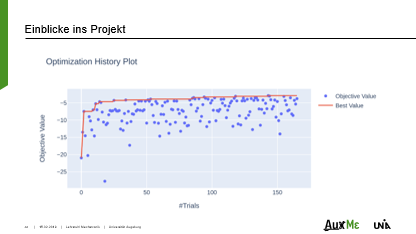 Einblicke ins Projekt
Optimization History Plot
Objective Value
Best Value
Objective Value
−5
−10
−15
−20
−25
0
50
100
150
#Trials
AuxMe
UNIA